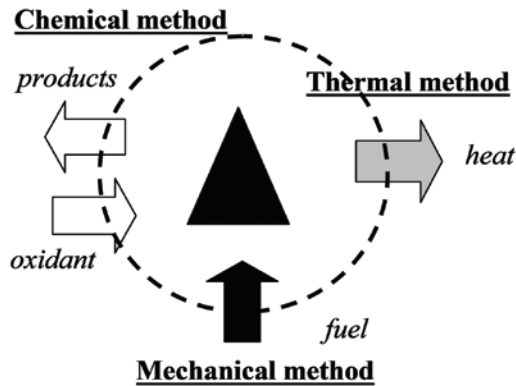 Chemical method
products
Thermal method
heat
oxidant
fuel
Mechanical method